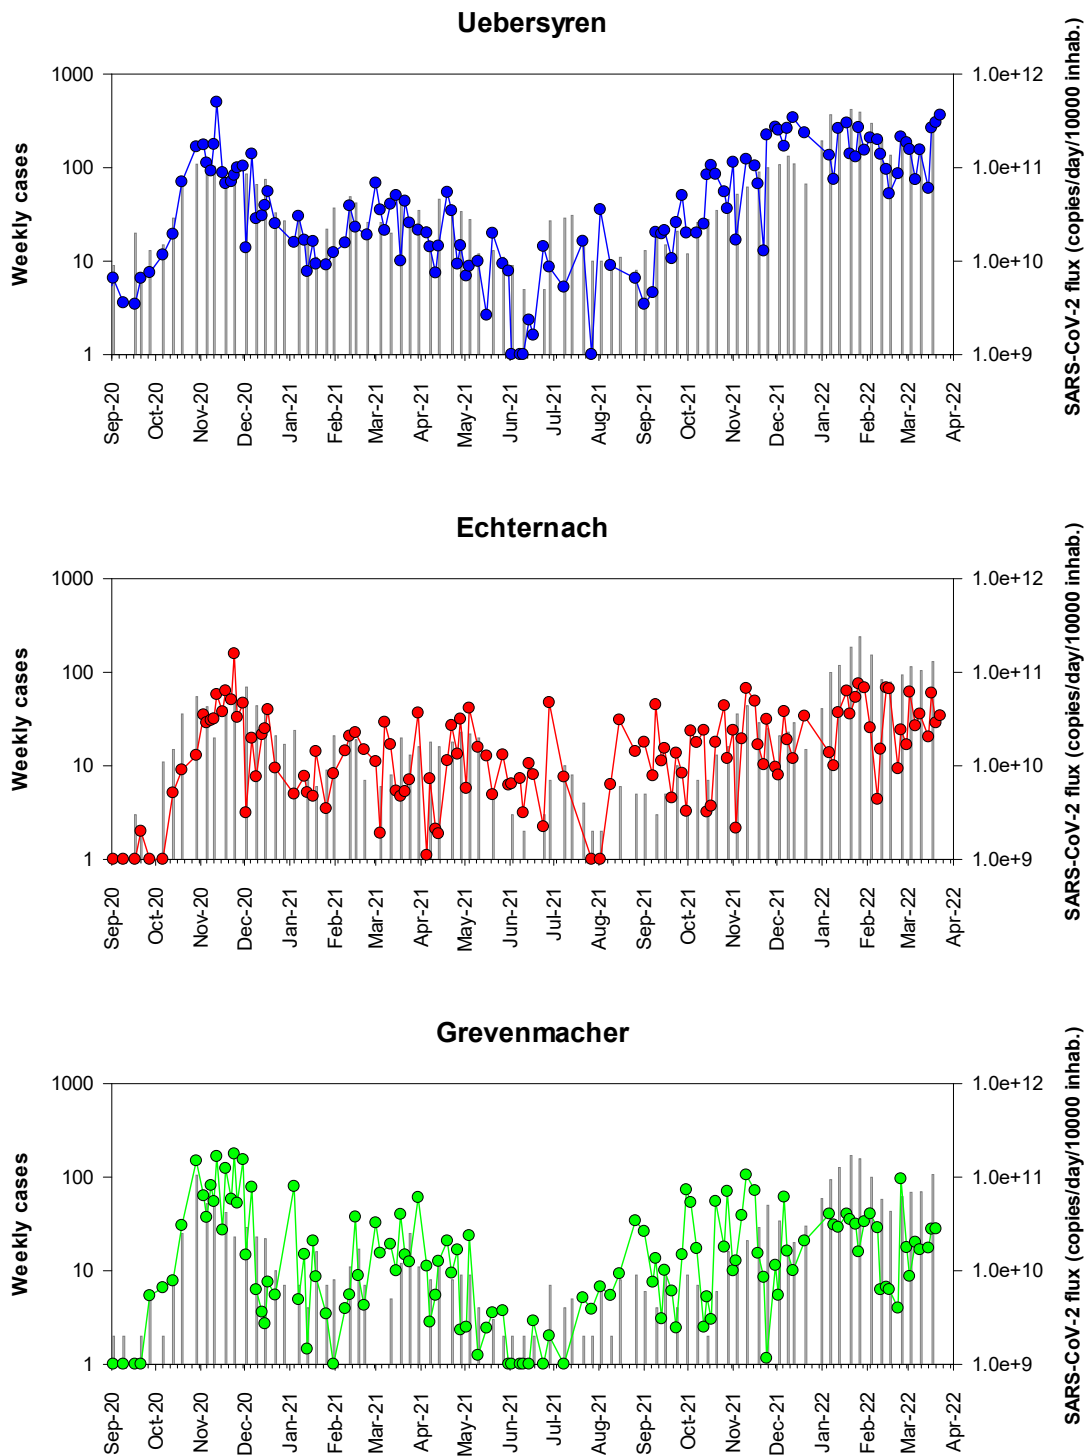 Uebersyren
Weekly cases
1000
100
10
1
1.0e+12
1.0e+11
1.0e+10
1.0e+9
SARS-CoV-2 flux (copies/day/10000 inhab.)
Sep-20
Oct-20
Nov-20
Dec-20
Jan-21
Feb-21
Mar-21
Apr-21
May-21
Jun-21
Jul-21
Aug-21
Sep-21
Oct-21
Nov-21
Dec-21
Jan-22
Feb-22
Mar-22
Apr-22
Echternach
Weekly cases
1000
100
10
1
1.0e+12
1.0e+11
1.0e+10
1.0e+9
SARS-CoV-2 flux (copies/day/10000 inhab.)
Sep-20
Oct-20
Nov-20
Dec-20
Jan-21
Feb-21
Mar-21
Apr-21
May-21
Jun-21
Jul-21
Aug-21
Sep-21
Oct-21
Nov-21
Dec-21
Jan-22
Feb-22
Mar-22
Apr-22
Grevenmacher
Weekly cases
1000
100
10
1
1.0e+12
1.0e+11
1.0e+10
1.0e+9
SARS-CoV-2 flux (copies/day/10000 inhab.)
Sep-20
Oct-20
Nov-20
Dec-20
Jan-21
Feb-21
Mar-21
Apr-21
May-21
Jun-21
Jul-21
Aug-21
Sep-21
Oct-21
Nov-21
Dec-21
Jan-22
Feb-22
Mar-22
Apr-22